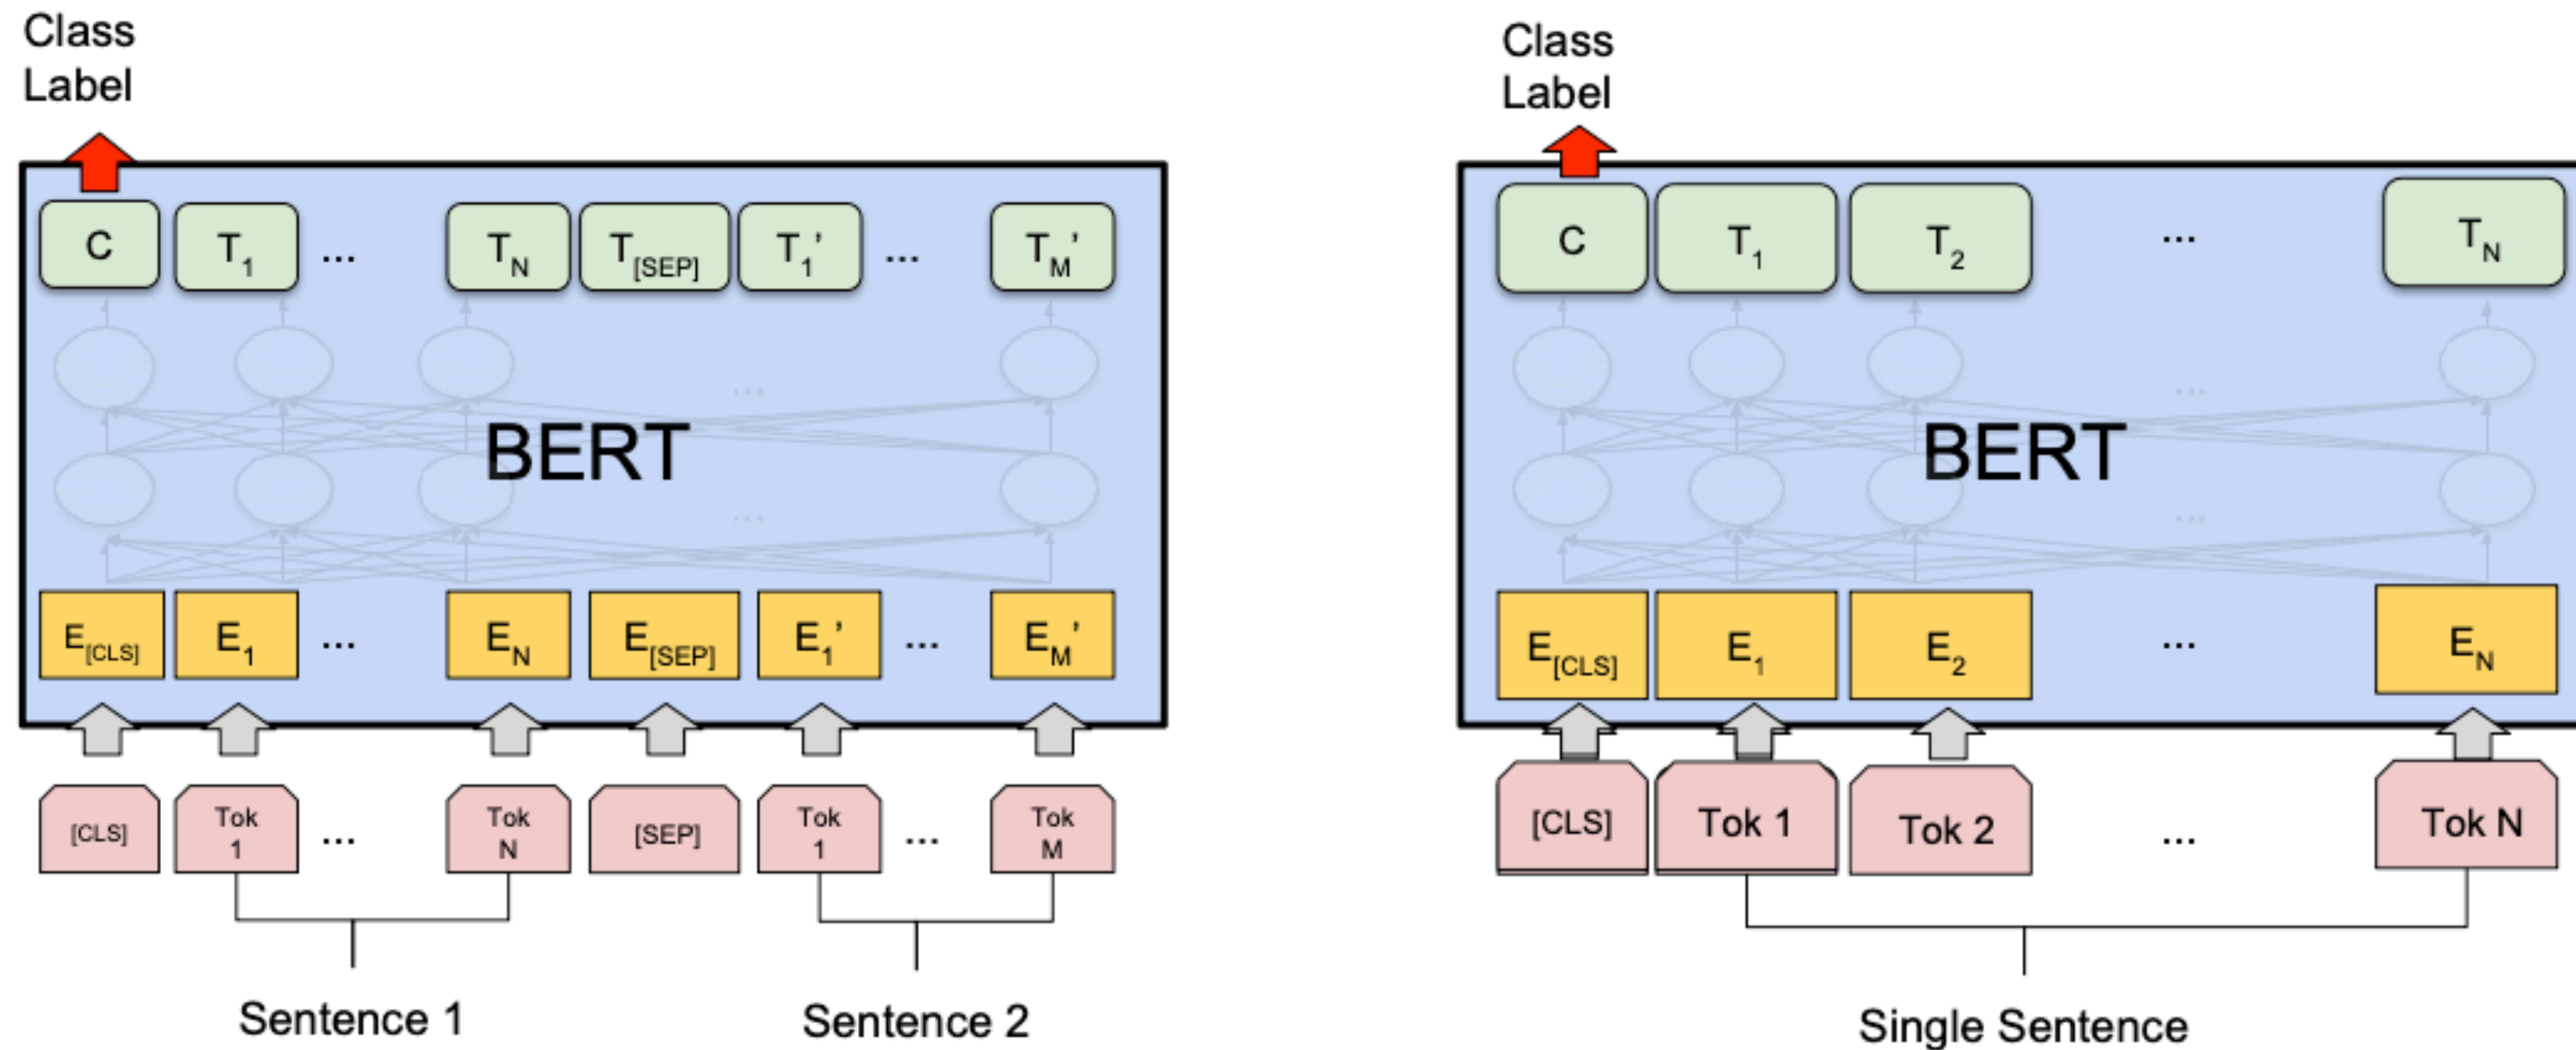 Class
Label
C T1 ... TN T[SEP] T1’ ... TM’
BERT
E[CLS] E1 ... EN E[SEP] E1’ ... EM’
[CLS] Tok 1 ... Tok N [SEP] Tok 1 ... Tok M
Sentence 1 Sentence 2
Class
Label
C T1 T2 ... TN
BERT
E[CLS] E1 E2 ... EN
[CLS] Tok 1 Tok 2 ... Tok N
Single Sentence